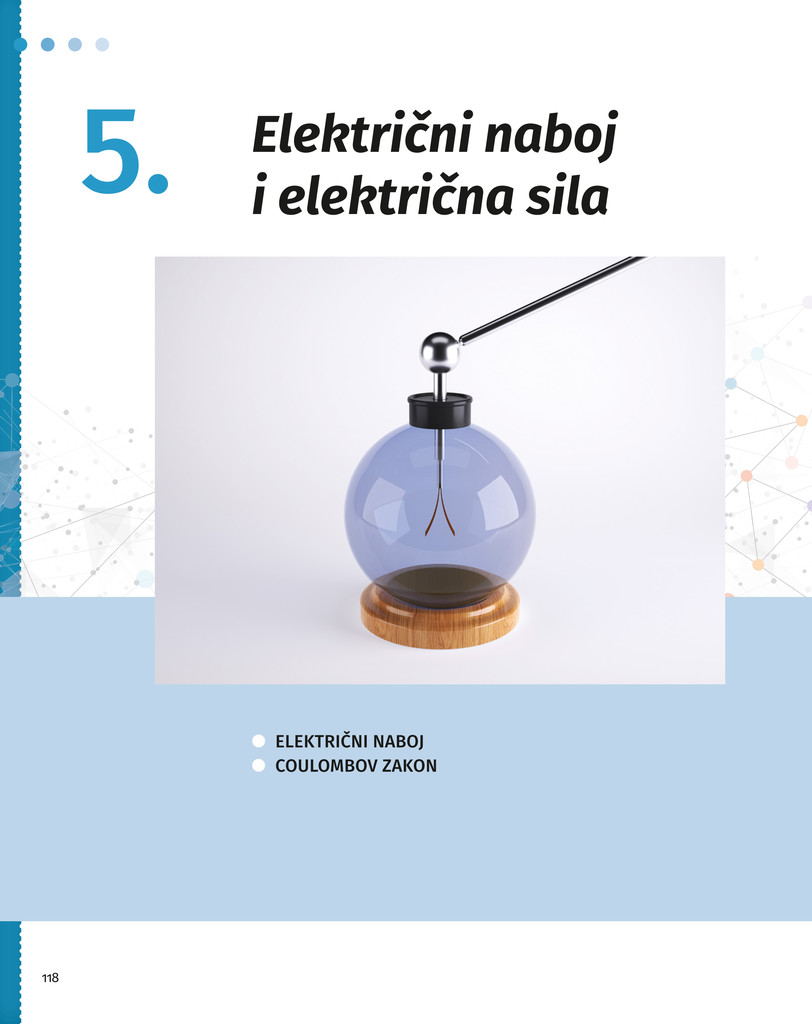 5.
Električni naboj
i električna sila
ELEKTRIČNI NABOJ
COULOMBOV ZAKON
118